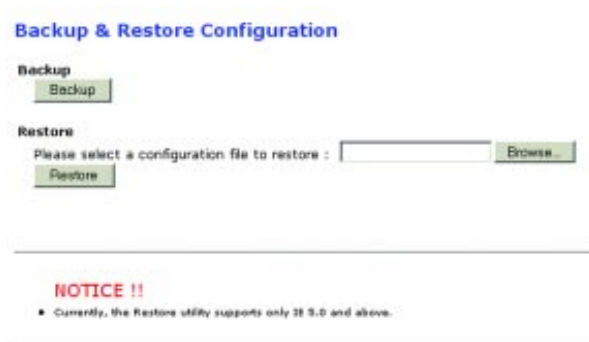 Backup & Restore Configuration
Backup
Backup
Restore
Please select a configuration file to restore : Browse...
Restore
NOTICE !!
• Currently, the Restore utility supports only IE 5.0 and above.